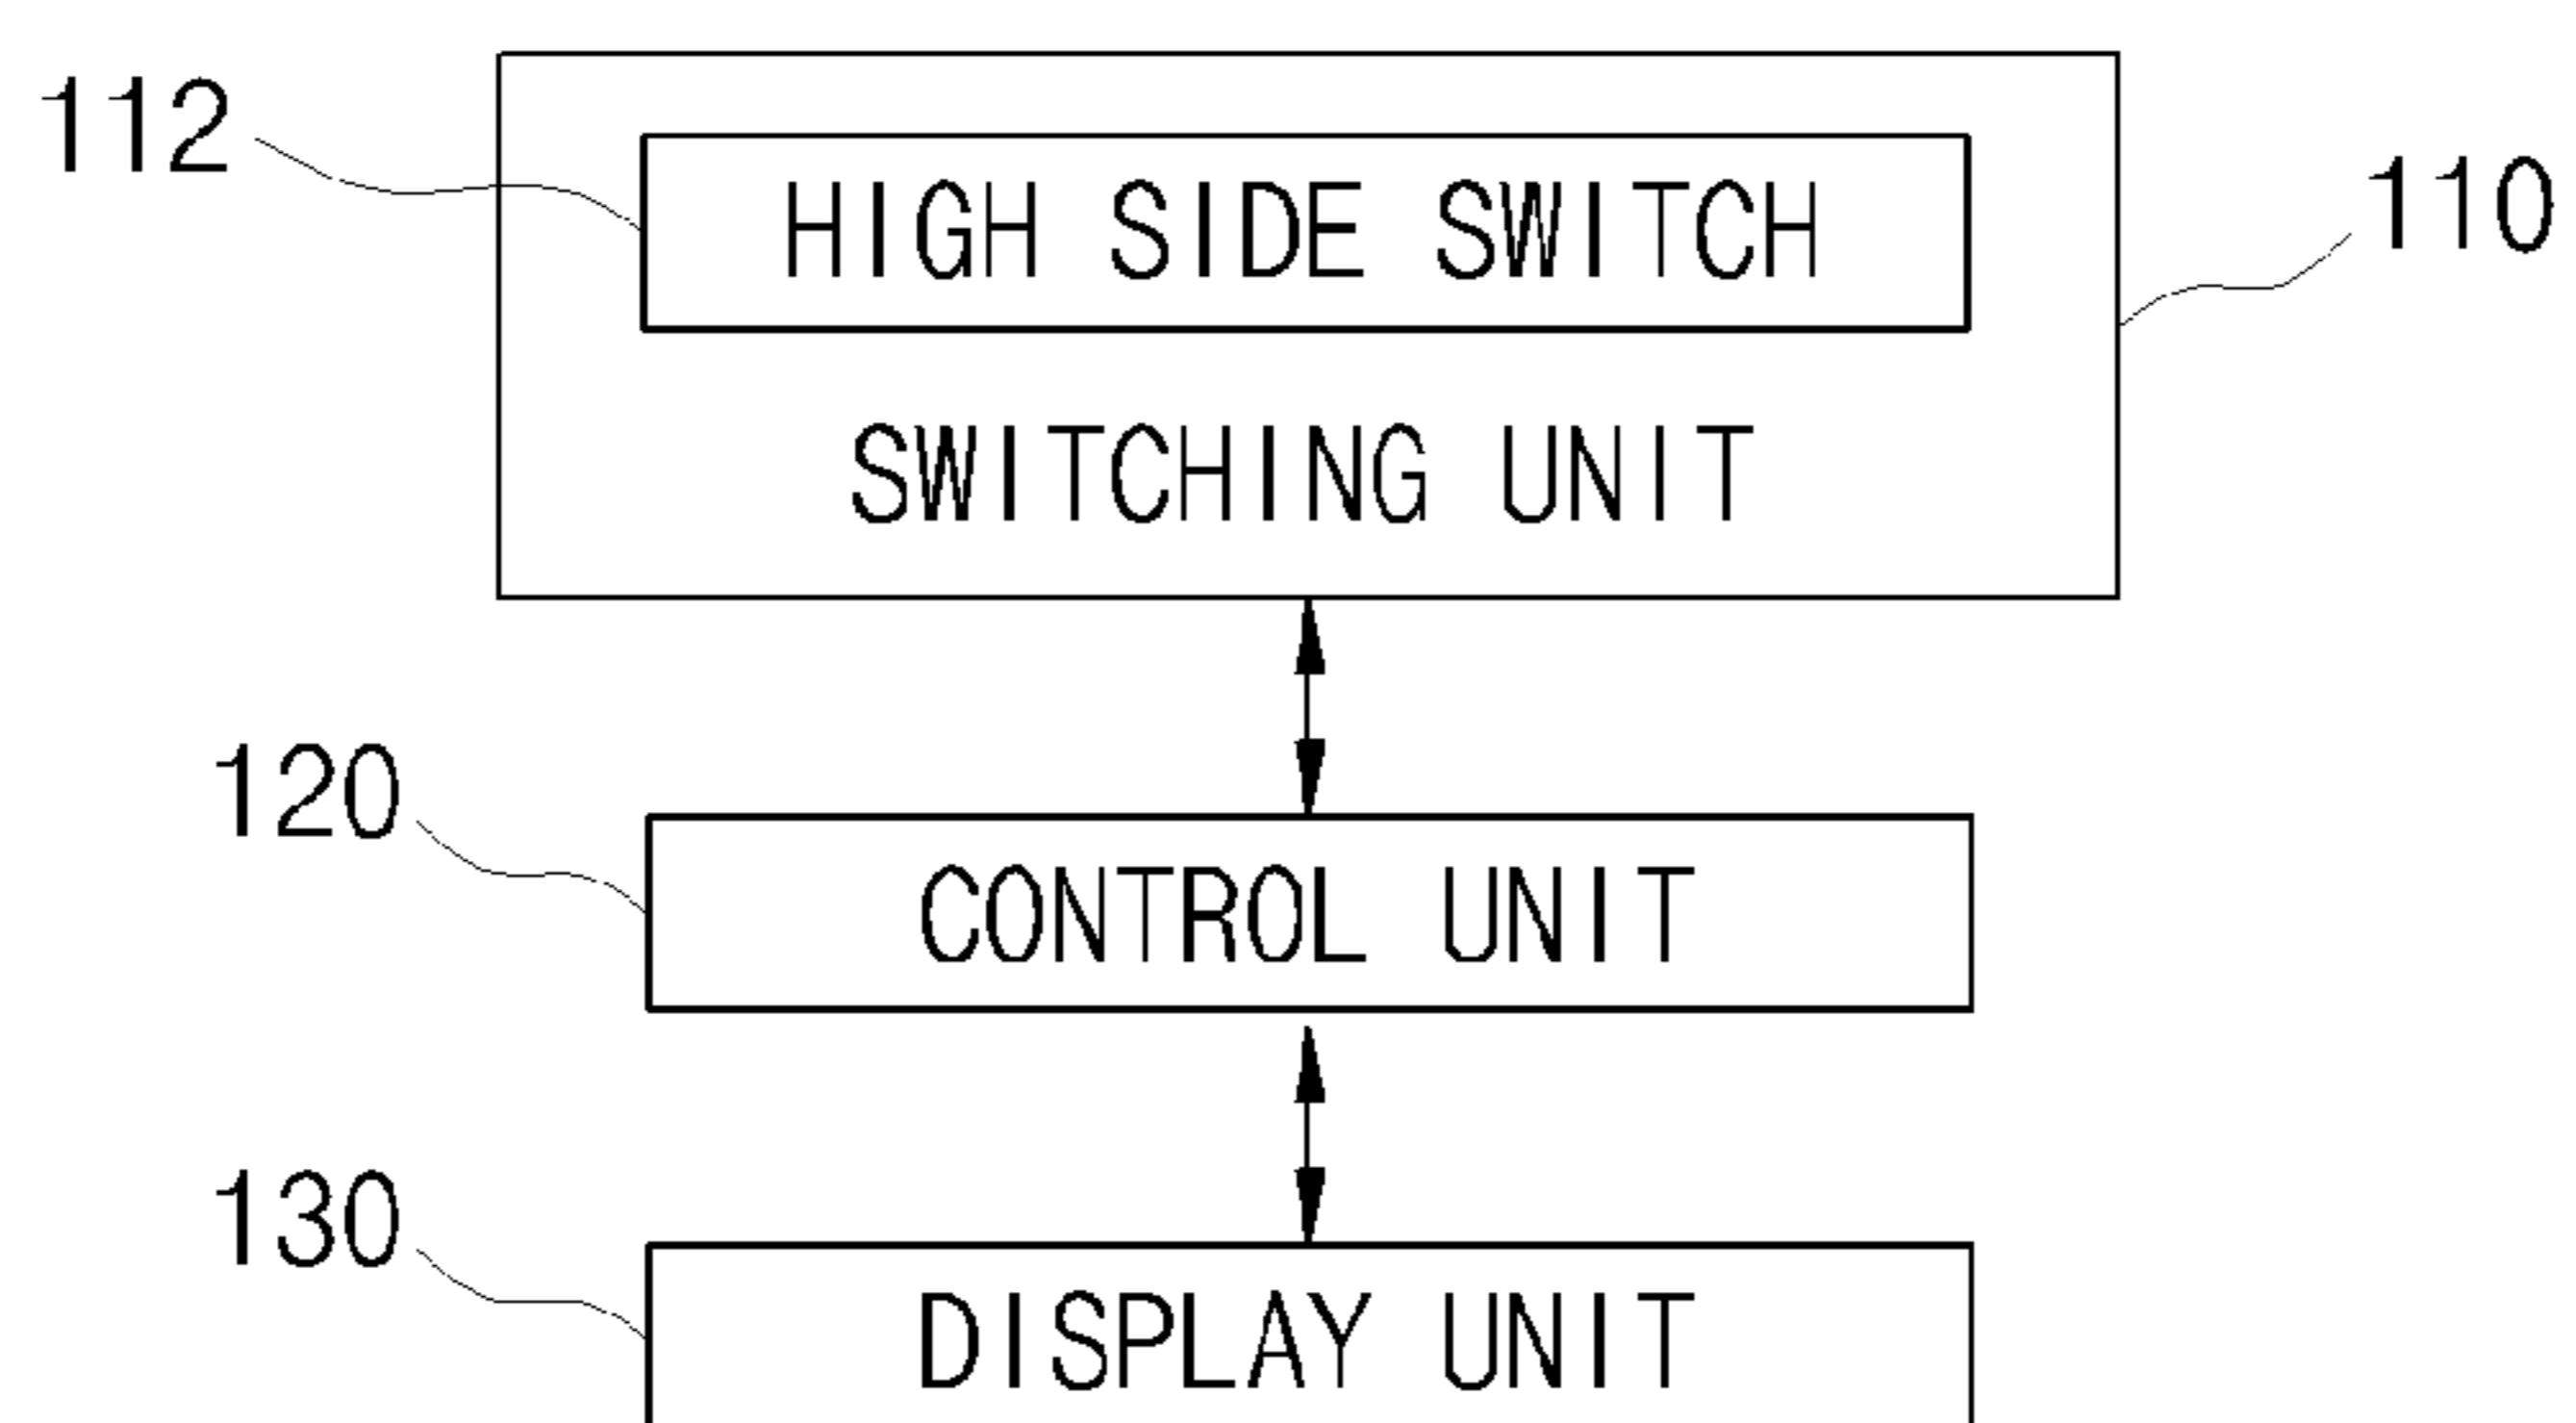 112
HIGH SIDE SWITCH
110
SWITCHING UNIT
120
CONTROL UNIT
130
DISPLAY UNIT